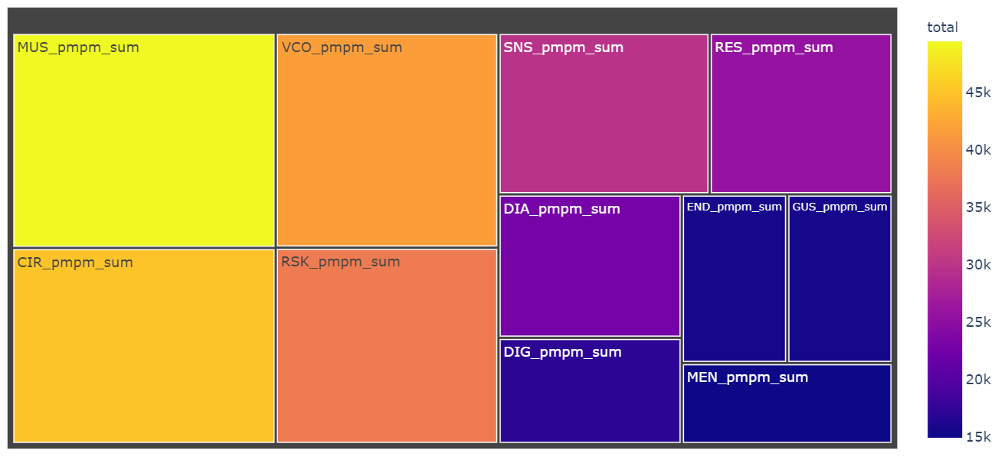 MUS_pmpm_sum
VCO_pmpm_sum
SNS_pmpm_sum
RES_pmpm_sum
CIR_pmpm_sum
RSK_pmpm_sum
DIA_pmpm_sum
END_pmpm_sum
GUS_pmpm_sum
DIG_pmpm_sum
MEN_pmpm_sum
total
45k
40k
35k
30k
25k
20k
15k